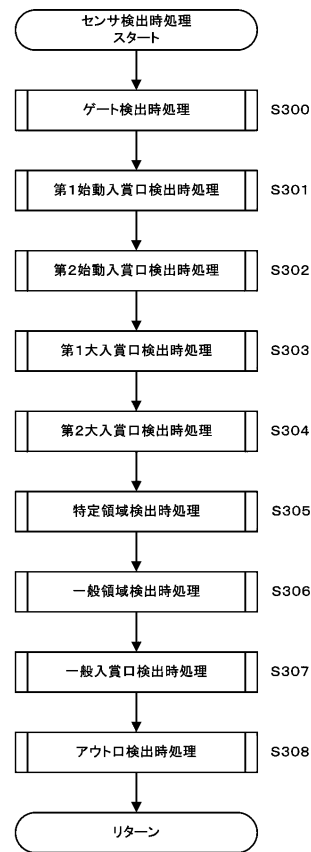 センサ検出時処理
スタート
ゲート検出時処理 S300
第1始動入賞口検出時処理 S301
第2始動入賞口検出時処理 S302
第1大入賞口検出時処理 S303
第2大入賞口検出時処理 S304
特定領域検出時処理 S305
一般領域検出時処理 S306
一般入賞口検出時処理 S307
アウト口検出時処理 S308
リターン